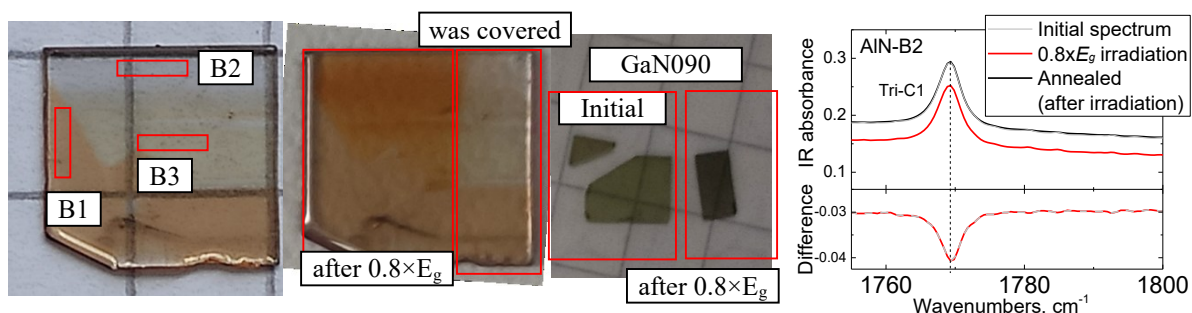 B2
B3
B1
was covered
after 0.8×Eg
GaN090
Initial
after 0.8×Eg
AlN-B2
Tri-C1
Initial spectrum
0.8xEg irradiation
Annealed
(after irradiation)
IR absorbance
0.3
0.2
0.1
Difference
-0.03
-0.04
1760
1780
1800
Wavenumbers, cm⁻¹